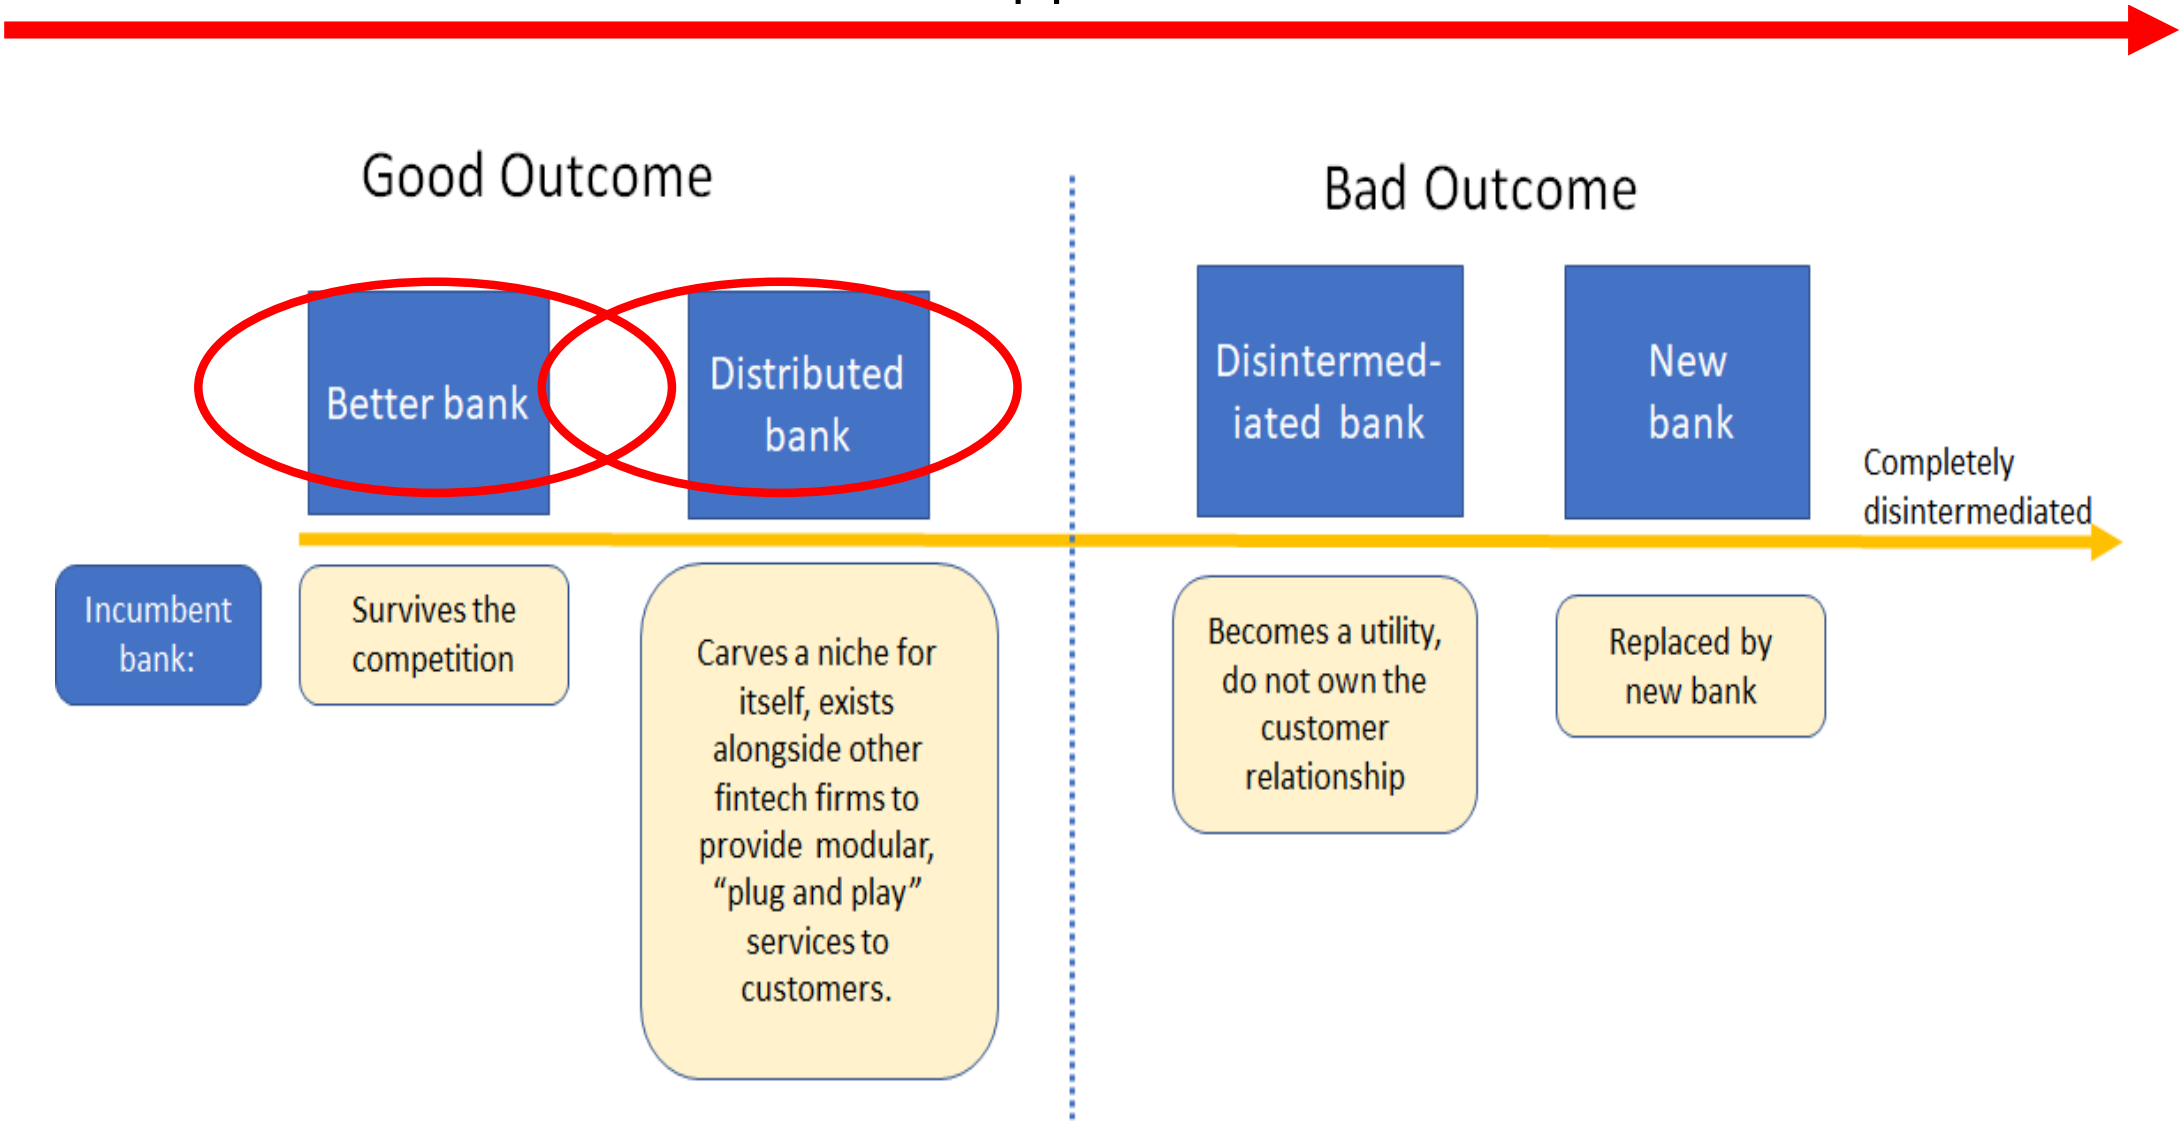 Good Outcome
Bad Outcome
Better bank
Distributed
bank
Disintermed-
iated bank
New
bank
Completely
disintermediated
Incumbent
bank:
Survives the
competition
Carves a niche for
itself, exists
alongside other
fintech firms to
provide modular,
“plug and play”
services to
customers.
Becomes a utility,
do not own the
customer
relationship
Replaced by
new bank